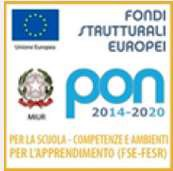 FONDI
STRUTTURALI
EUROPEI
Unione Europea
pon
MIUR
2014-2020
PER LA SCUOLA - COMPETENZE E AMBIENTI
PER L'APPRENDIMENTO (FSE-FESR)